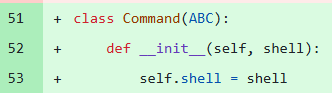 51 + class Command(ABC):
52 +     def __init__(self, shell):
53 +         self.shell = shell